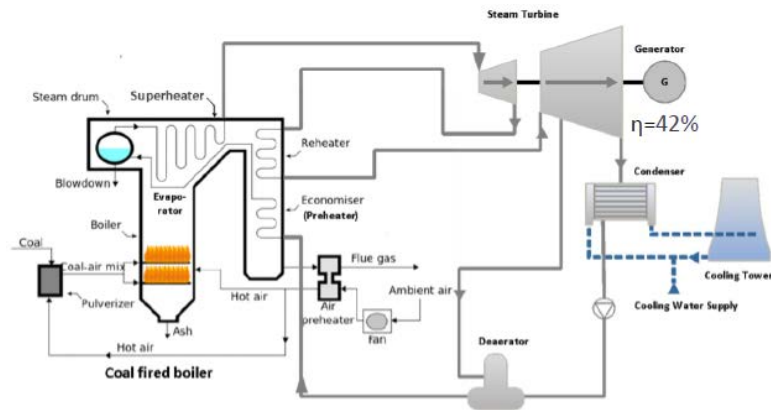 Steam Turbine
Generator
G
η=42%
Superheater
Steam drum
Reheater
Blowdown
Evapo-
rator
Economiser
(Preheater)
Condenser
Boiler
Coal
Coal-air mix
Flue gas
Hot air
Ambient air
Pulverizer
Air
preheater
Fan
Ash
Hot air
Coal fired boiler
Cooling Tower
Cooling Water Supply
Deaerator